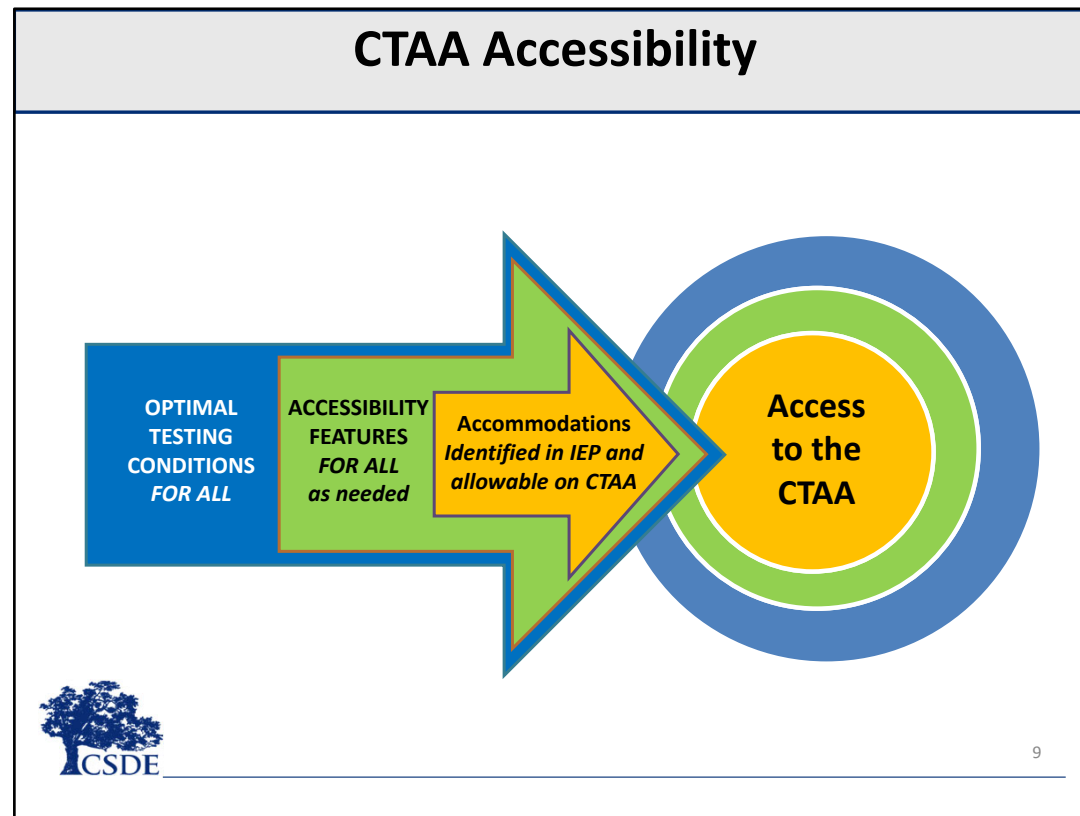 CTAA Accessibility
OPTIMAL
TESTING
CONDITIONS
FOR ALL
ACCESSIBILITY
FEATURES
FOR ALL
as needed
Accommodations
Identified in IEP and
allowable on CTAA
Access
to the
CTAA
CSDE
9